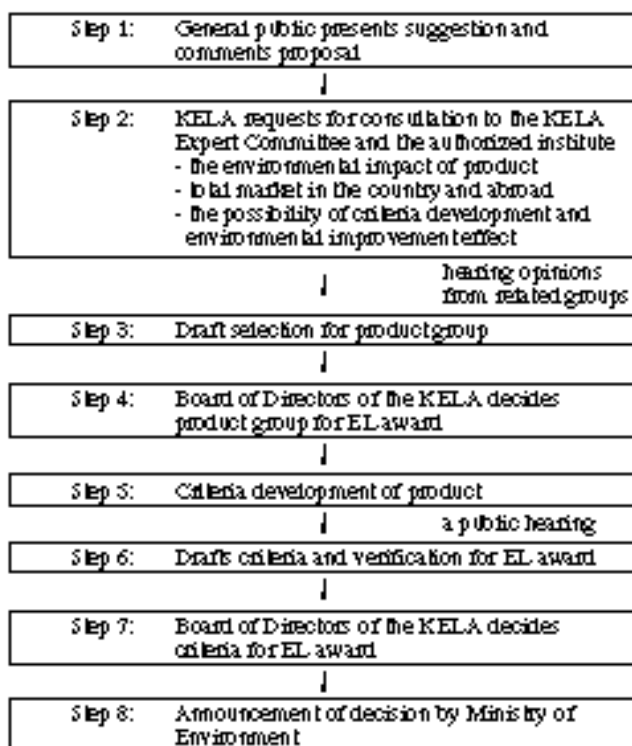 Step 1: General public presents suggestion and
comments proposal
Step 2: KELA requests for consultation to the KELA
Expert Committee and the authorized institute
- the environmental impact of product
- total market in the country and abroad
- the possibility of criteria development and
environmental improvement effect
hearing opinions
from related groups
Step 3: Draft selection for product group
Step 4: Board of Directors of the KELA decides
product group for EL award
Step 5: Criteria development of product
a public hearing
Step 6: Drafts criteria and verification for EL award
Step 7: Board of Directors of the KELA decides
criteria for EL award
Step 8: Announcement of decision by Ministry of
Environment